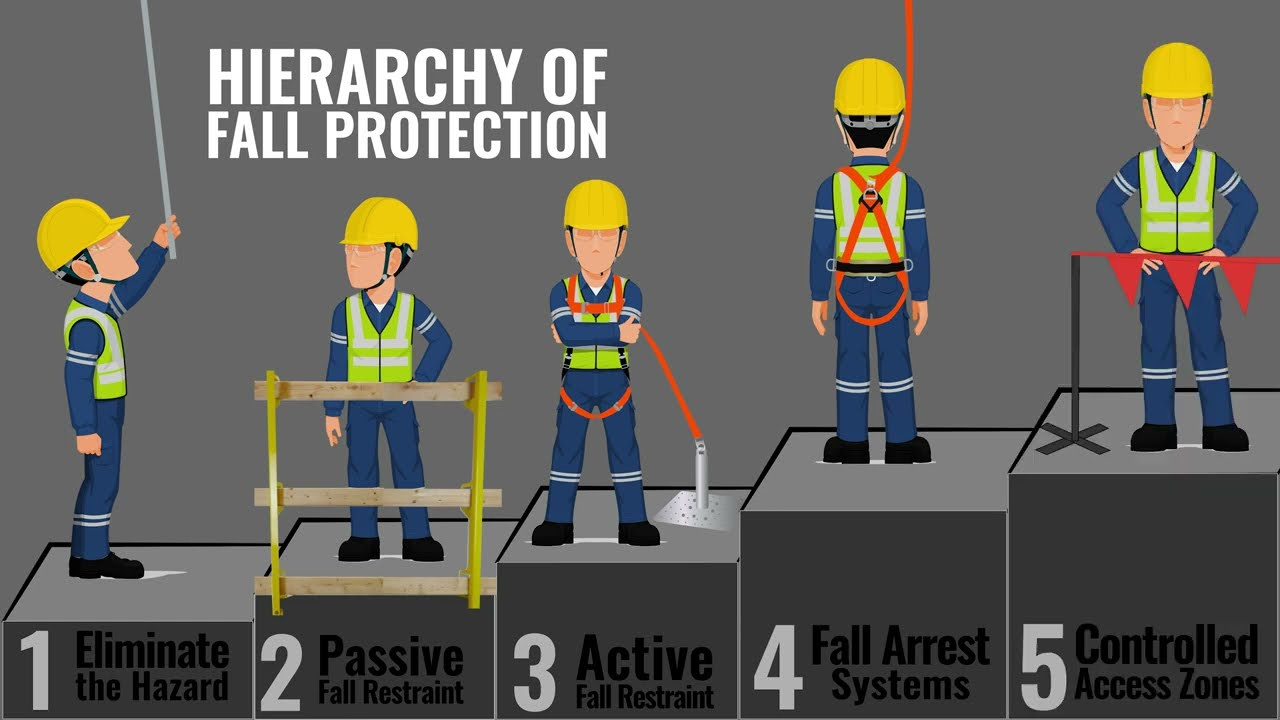 HIERARCHY OF
FALL PROTECTION
1 Eliminate
the Hazard
2 Passive
Fall Restraint
3 Active
Fall Restraint
4 Fall Arrest
Systems
5 Controlled
Access Zones